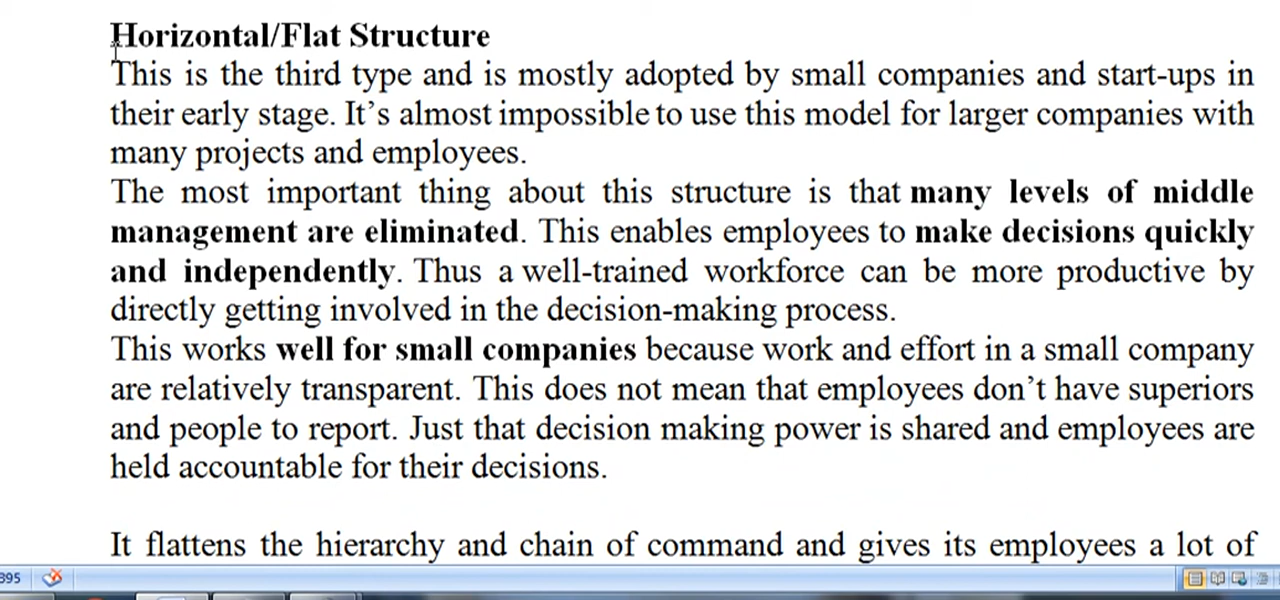 Horizontal/Flat Structure
This is the third type and is mostly adopted by small companies and start-ups in
their early stage. It’s almost impossible to use this model for larger companies with
many projects and employees.
The most important thing about this structure is that many levels of middle
management are eliminated. This enables employees to make decisions quickly
and independently. Thus a well-trained workforce can be more productive by
directly getting involved in the decision-making process.
This works well for small companies because work and effort in a small company
are relatively transparent. This does not mean that employees don’t have superiors
and people to report. Just that decision making power is shared and employees are
held accountable for their decisions.
It flattens the hierarchy and chain of command and gives its employees a lot of
395